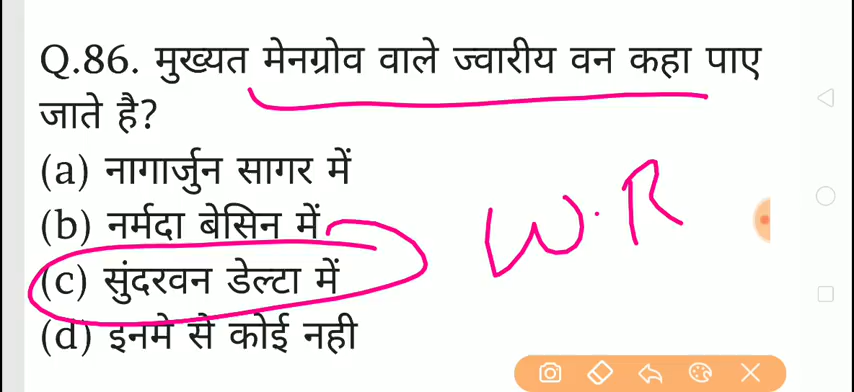 Q.86. मुख्यत मेनग्रोव वाले ज्वारीय वन कहा पाए
जाते है?
(a) नागार्जुन सागर में
(b) नर्मदा बेसिन में
(c) सुंदरवन डेल्टा में
(d) इनमे से कोई नही
W.R